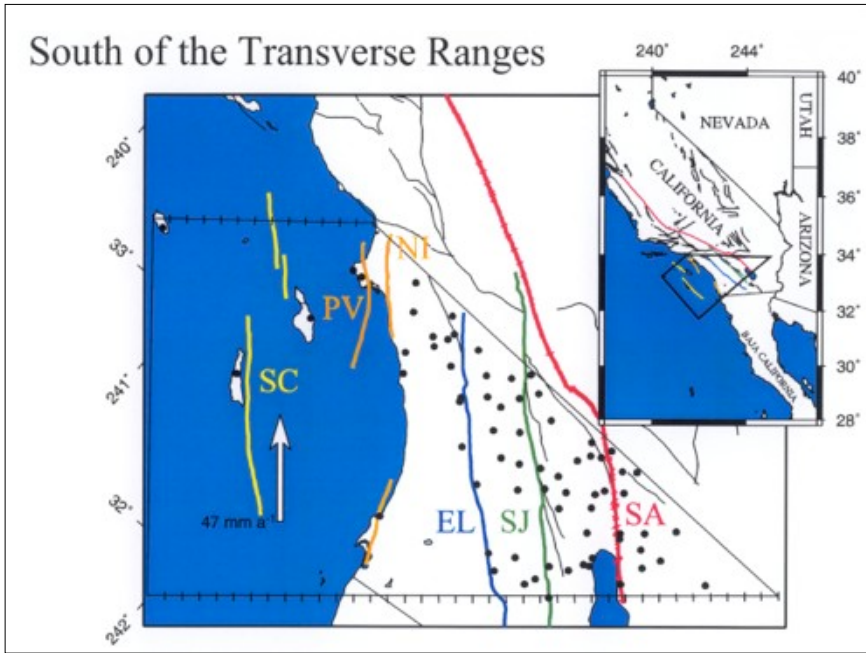 South of the Transverse Ranges
240° 244°
40°
UTAH
NEVADA
38°
240°
CALIFORNIA
36°
ARIZONA
33°
34°
NI
PV
32°
BAJA CALIFORNIA
30°
241°
SC
28°
47 mm a⁻¹
EL SJ SA
242°